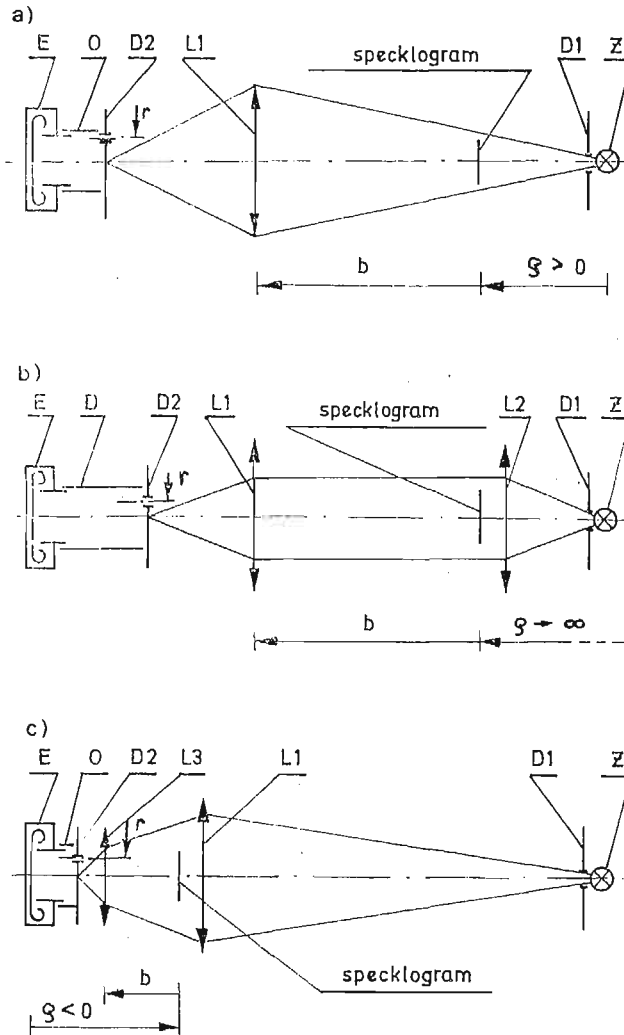 a)
E O D2 L1 specklogram D1 Z
r
b ϱ > 0
b)
E D D2 L1 specklogram L2 D1 Z
r
b ϱ → ∞
c)
E O D2 L3 L1 D1 Z
r
specklogram
b
ϱ < 0